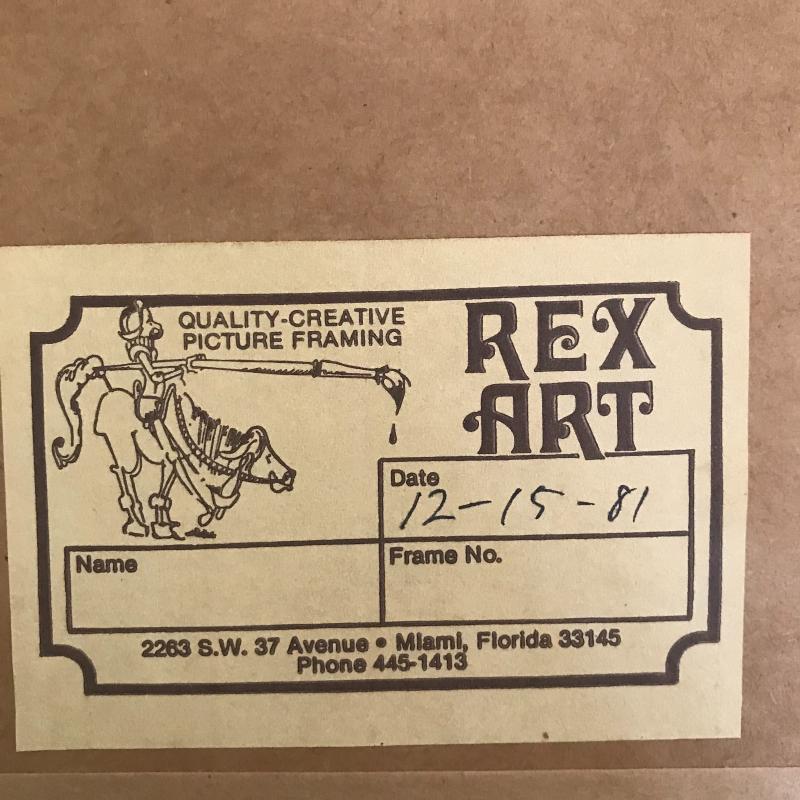 QUALITY-CREATIVE
PICTURE FRAMING
REX
ART
Date
12-15-81
Name
Frame No.
2263 S.W. 37 Avenue • Miami, Florida 33145
Phone 445-1413